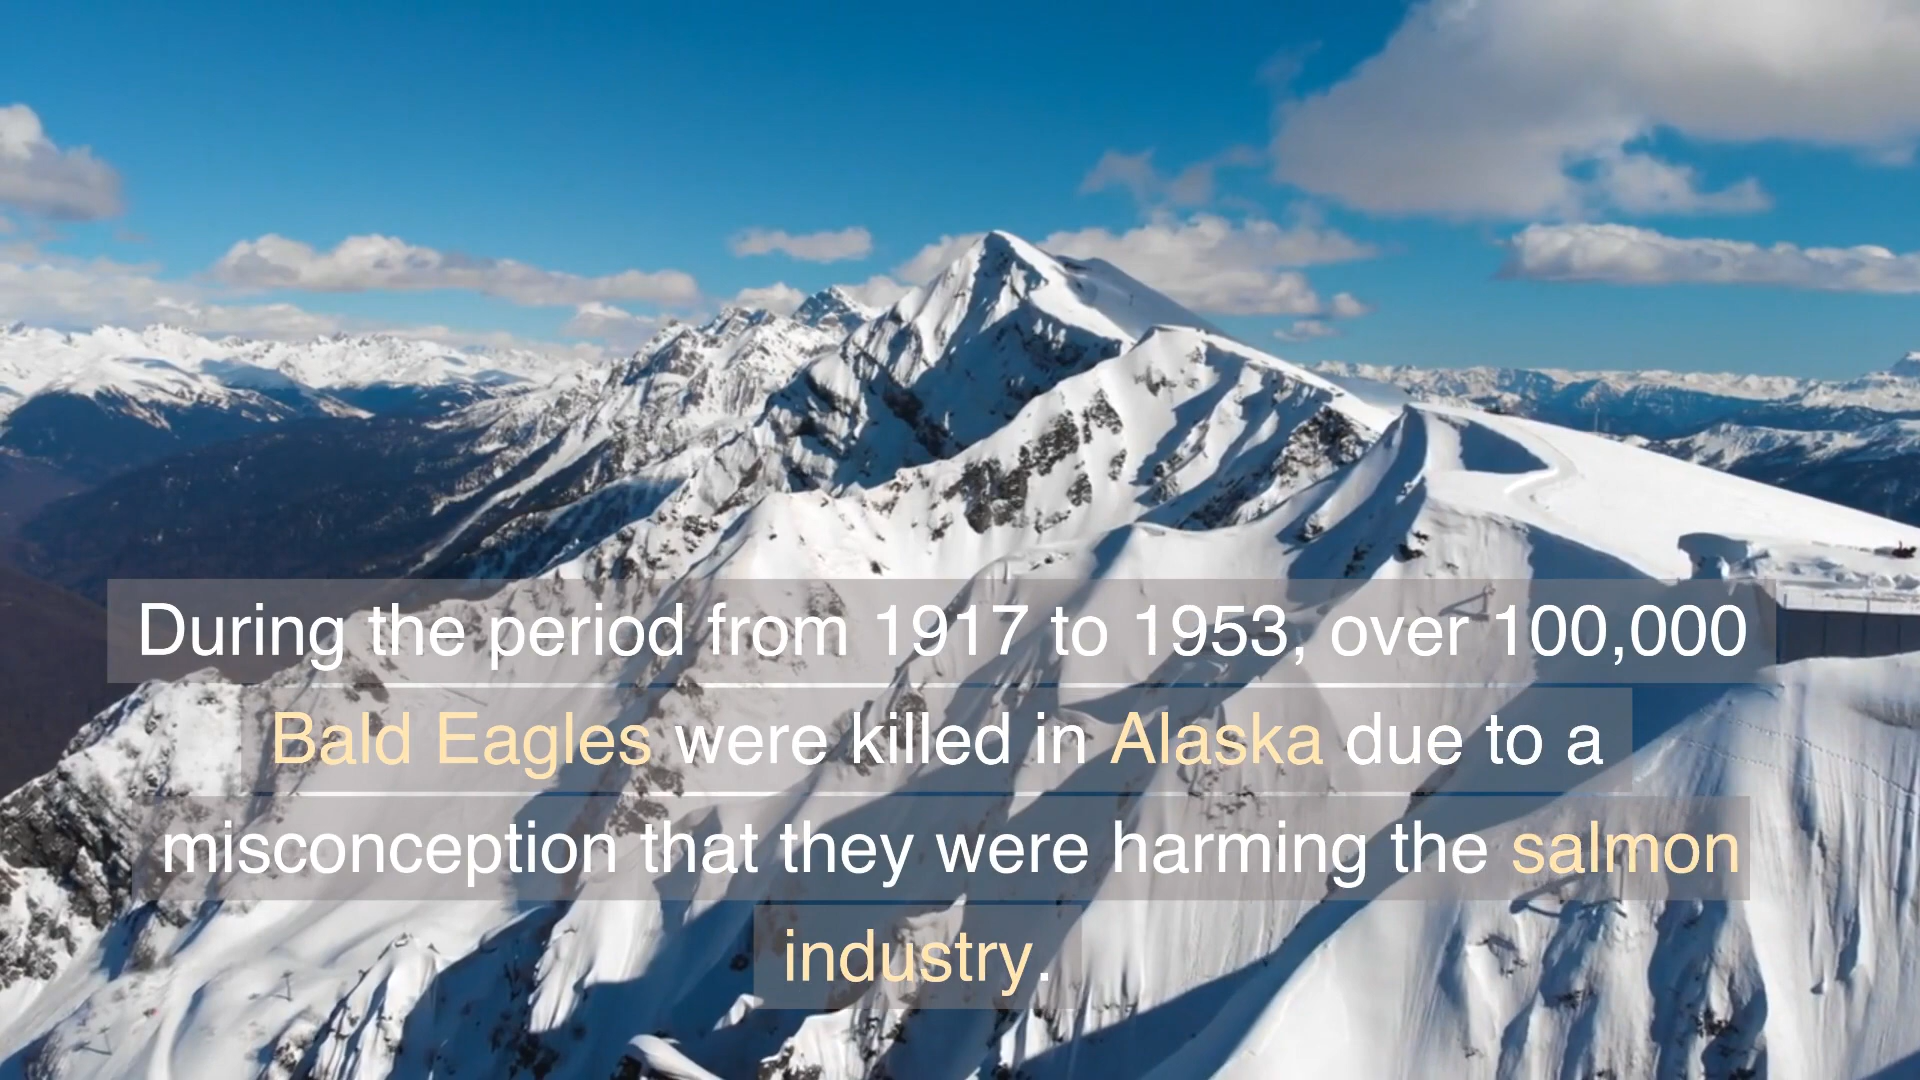 During the period from 1917 to 1953, over 100,000
Bald Eagles were killed in Alaska due to a
misconception that they were harming the salmon
industry.